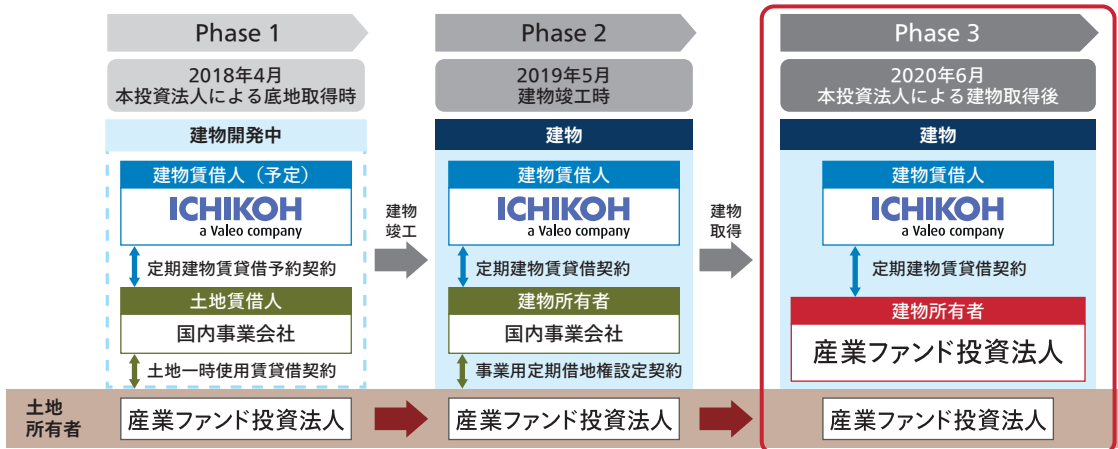 Phase 1
2018年4月
本投資法人による底地取得時
建物開発中
建物賃借人（予定）
ICHIKOH
a Valeo company
定期建物賃貸借予約契約
土地賃借人
国内事業会社
土地一時使用賃貸借契約
建物
竣工
Phase 2
2019年5月
建物竣工時
建物
建物賃借人
ICHIKOH
a Valeo company
定期建物賃貸借契約
建物所有者
国内事業会社
事業用定期借地権設定契約
建物
取得
Phase 3
2020年6月
本投資法人による建物取得後
建物
建物賃借人
ICHIKOH
a Valeo company
定期建物賃貸借契約
建物所有者
産業ファンド投資法人
土地
所有者
産業ファンド投資法人
産業ファンド投資法人
産業ファンド投資法人